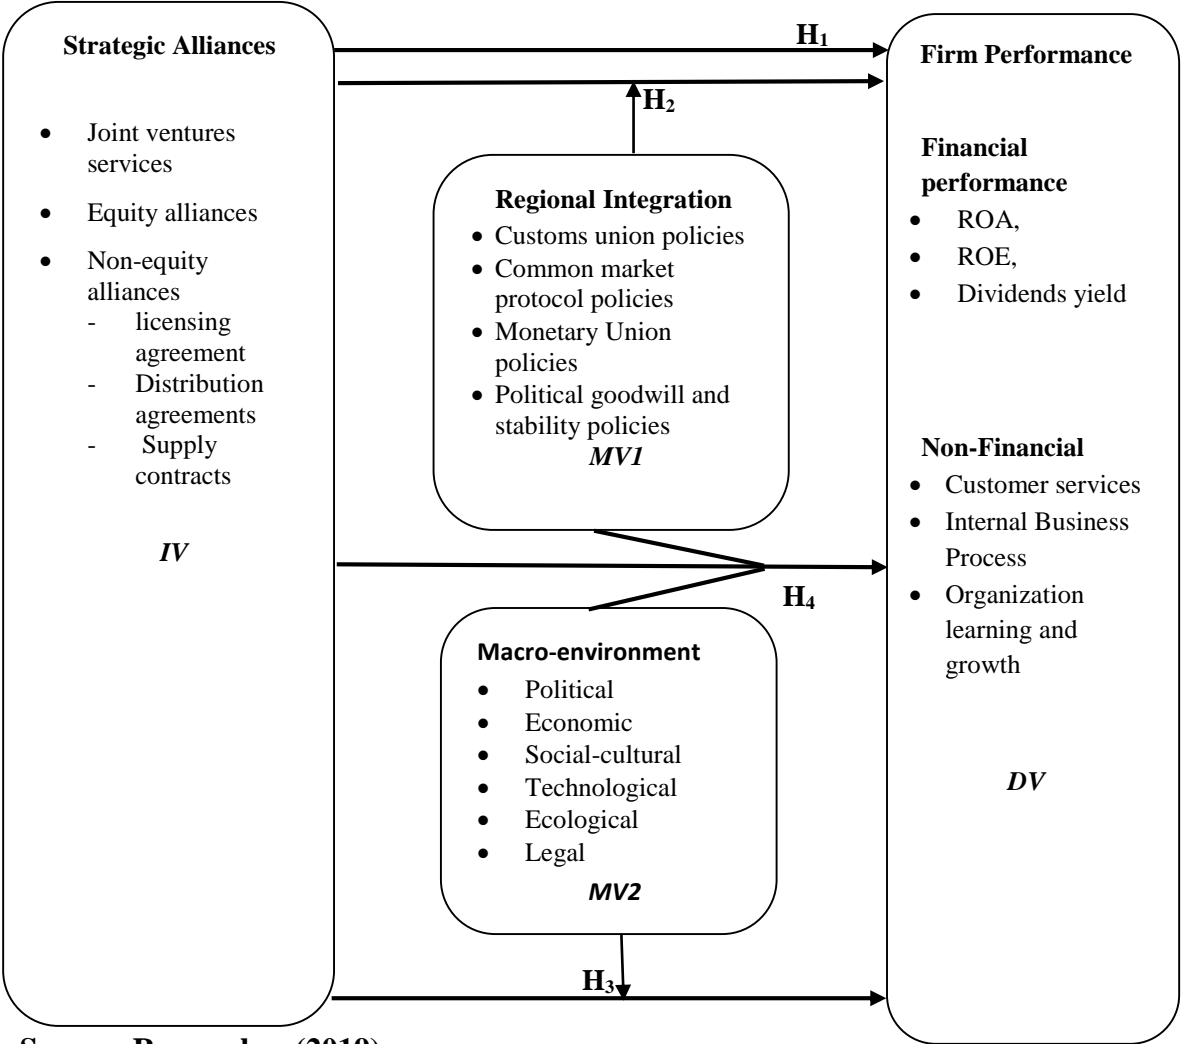 Strategic Alliances
• Joint ventures
services
• Equity alliances
• Non-equity
alliances
- licensing
agreement
- Distribution
agreements
- Supply
contracts
IV
H1
H2
Regional Integration
• Customs union policies
• Common market
protocol policies
• Monetary Union
policies
• Political goodwill and
stability policies
MV1
H4
Macro-environment
• Political
• Economic
• Social-cultural
• Technological
• Ecological
• Legal
MV2
H3
Firm Performance
Financial
performance
• ROA,
• ROE,
• Dividends yield
Non-Financial
• Customer services
• Internal Business
Process
• Organization
learning and
growth
DV
(2019)